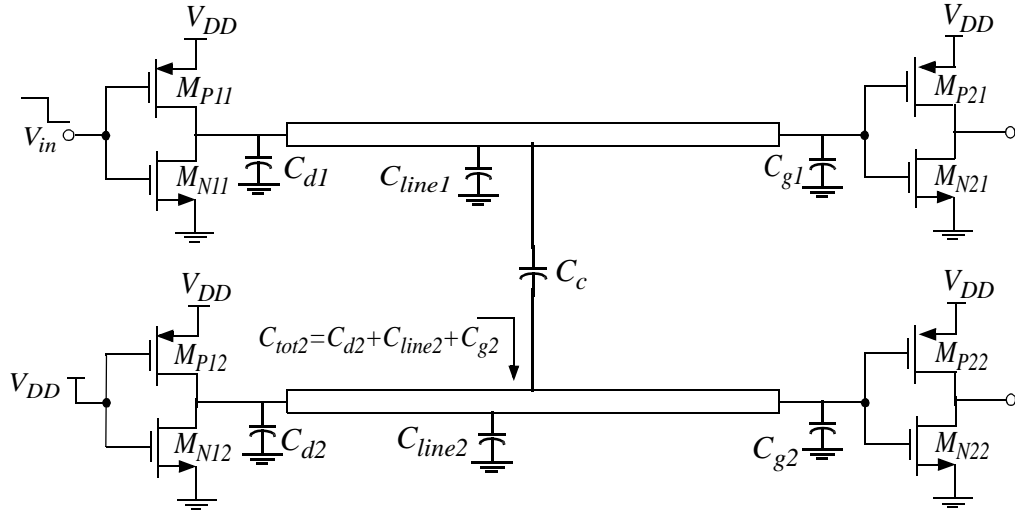 V_DD
V_DD
M_P11
M_P21
V_in
M_N11
C_d1
C_line1
C_g1
M_N21
C_c
V_DD
V_DD
C_tot2=C_d2+C_line2+C_g2
M_P12
M_P22
V_DD
M_N12
C_d2
C_line2
C_g2
M_N22